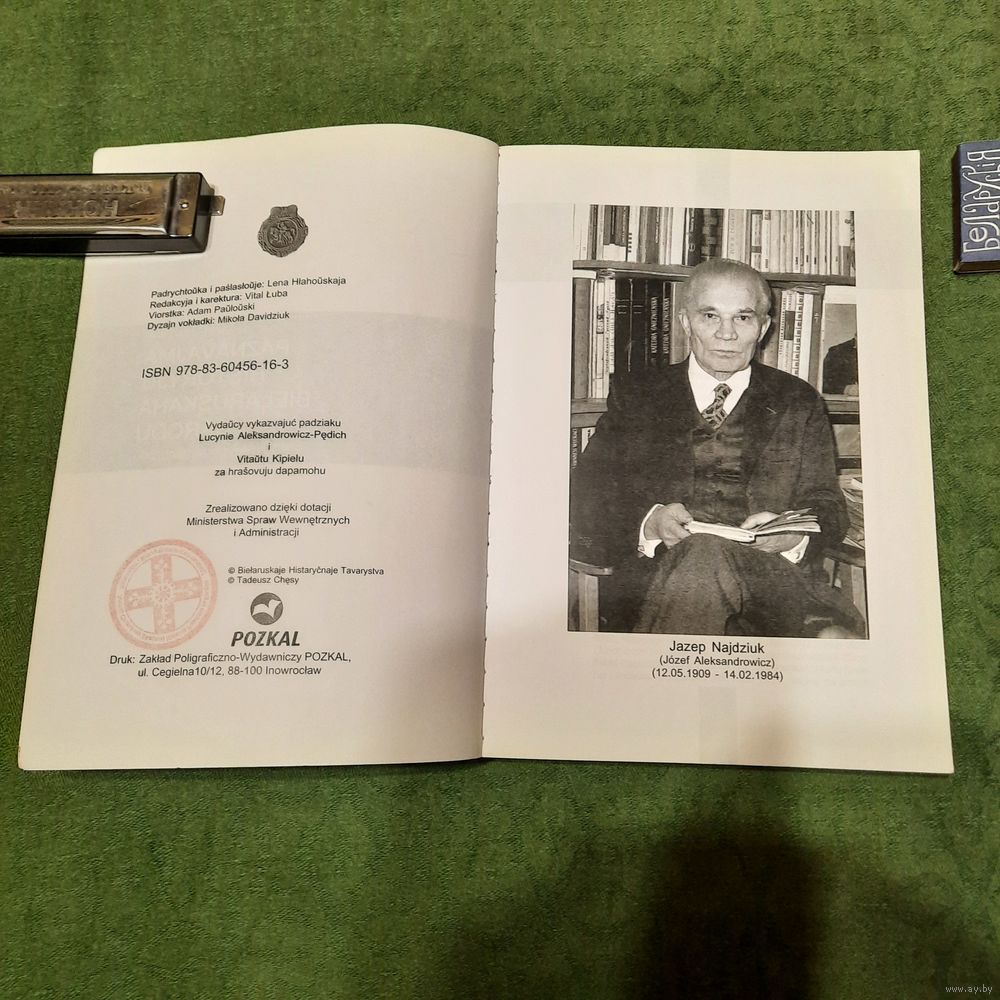 HOHNER
Padrychtoŭka i paślasłoŭje: Lena Hłahoŭskaja
Redakcyja i karektura: Vital Łuba
Viorstka: Adam Paŭłoŭski
Dyzajn vokładki: Mikoła Davidziuk
ISBN 978-83-60456-16-3
Vydaŭcy vykazvajuć padziaku
Lucynie Aleksandrowicz-Pędich
i
Vitaŭtu Kipielu
za hrašovuju dapamohu
Zrealizowano dzięki dotacji
Ministerstwa Spraw Wewnętrznych
i Administracji
© Biełaruskaje Histaryčnaje Tavarystva
© Tadeusz Chęsy
POZKAL
Druk: Zakład Poligraficzno-Wydawniczy POZKAL,
ul. Cegielna10/12, 88-100 Inowrocław
Jazep Najdziuk
(Józef Aleksandrowicz)
(12.05.1909 - 14.02.1984)
Беларусія
www.ay.by